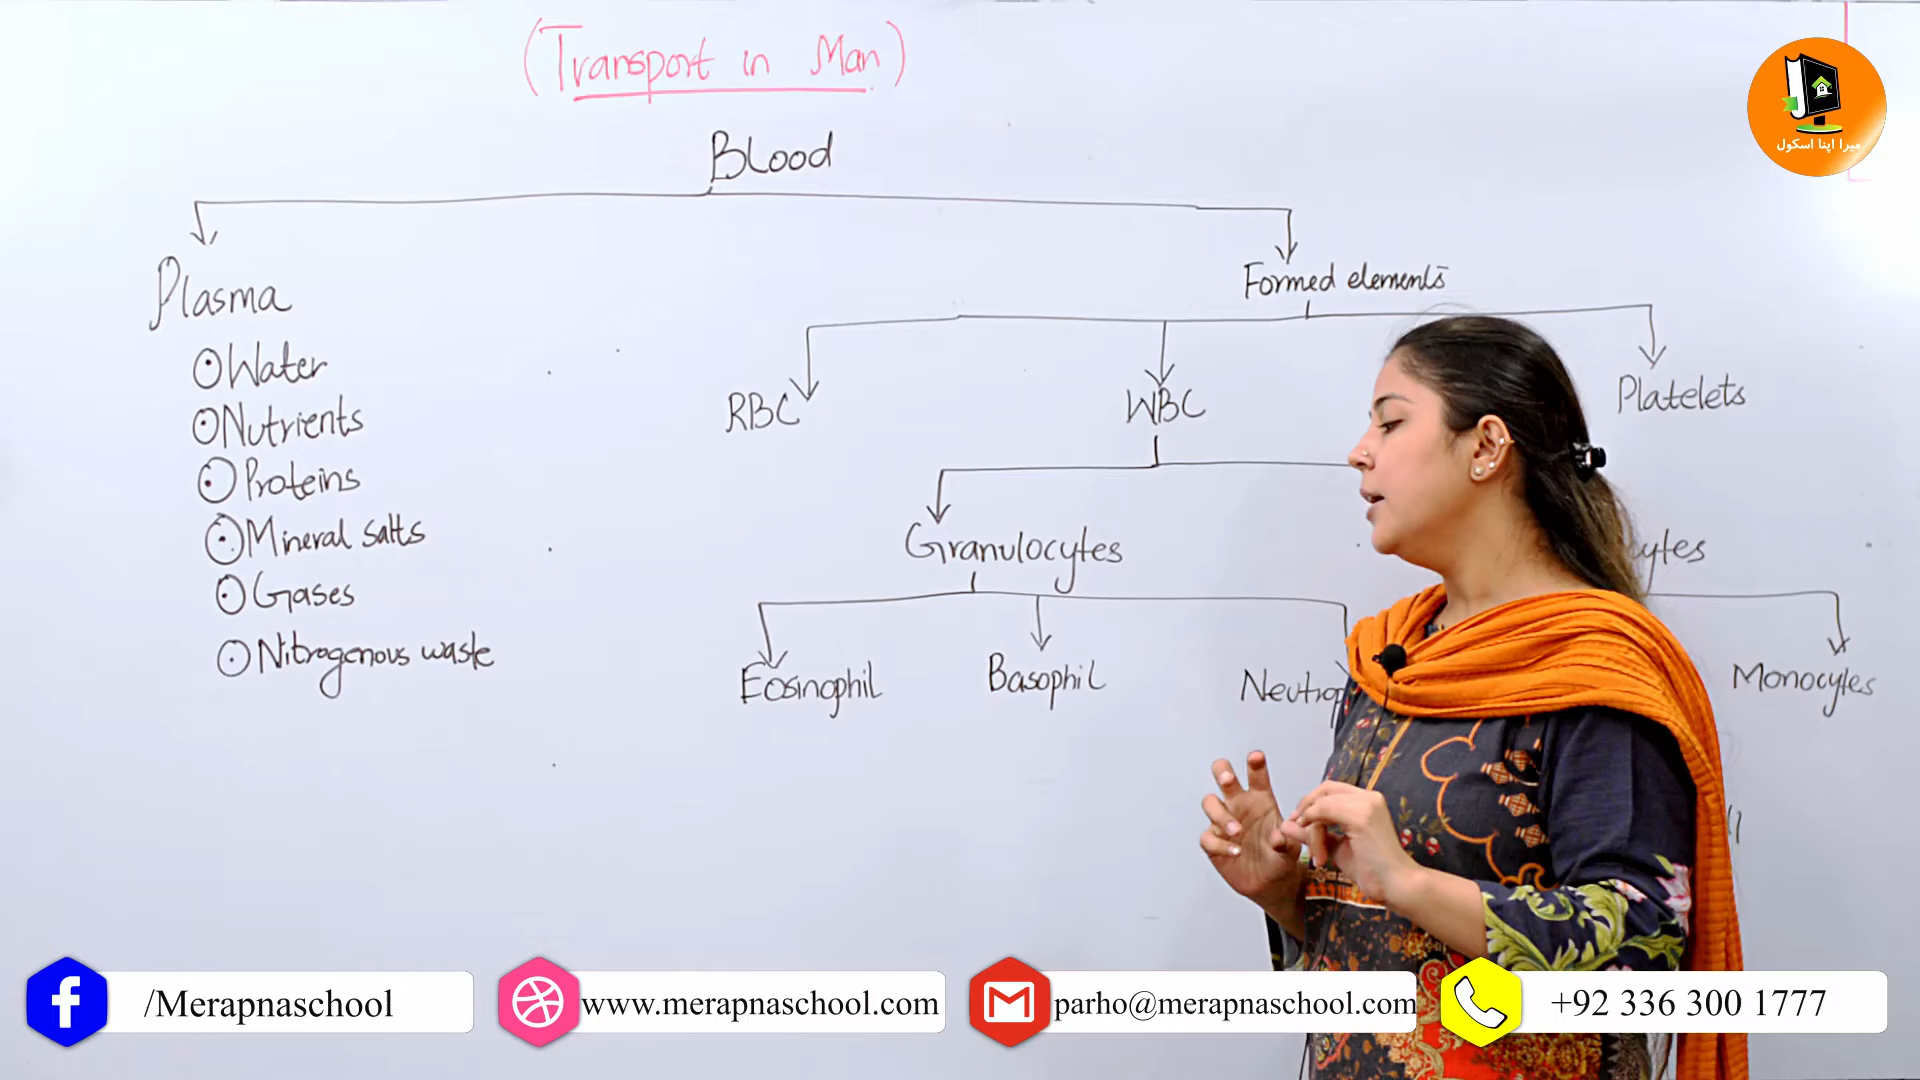 (Transport in Man)
میرا اپنا اسکول
Blood
Plasma
Formed elements
Water
Nutrients
Proteins
Mineral salts
Gases
Nitrogenous waste
RBC
WBC
Platelets
Granulocytes
Eosinophil
Basophil
Monocytes
/Merapnaschool
www.merapnaschool.com
parho@merapnaschool.com
+92 336 300 1777